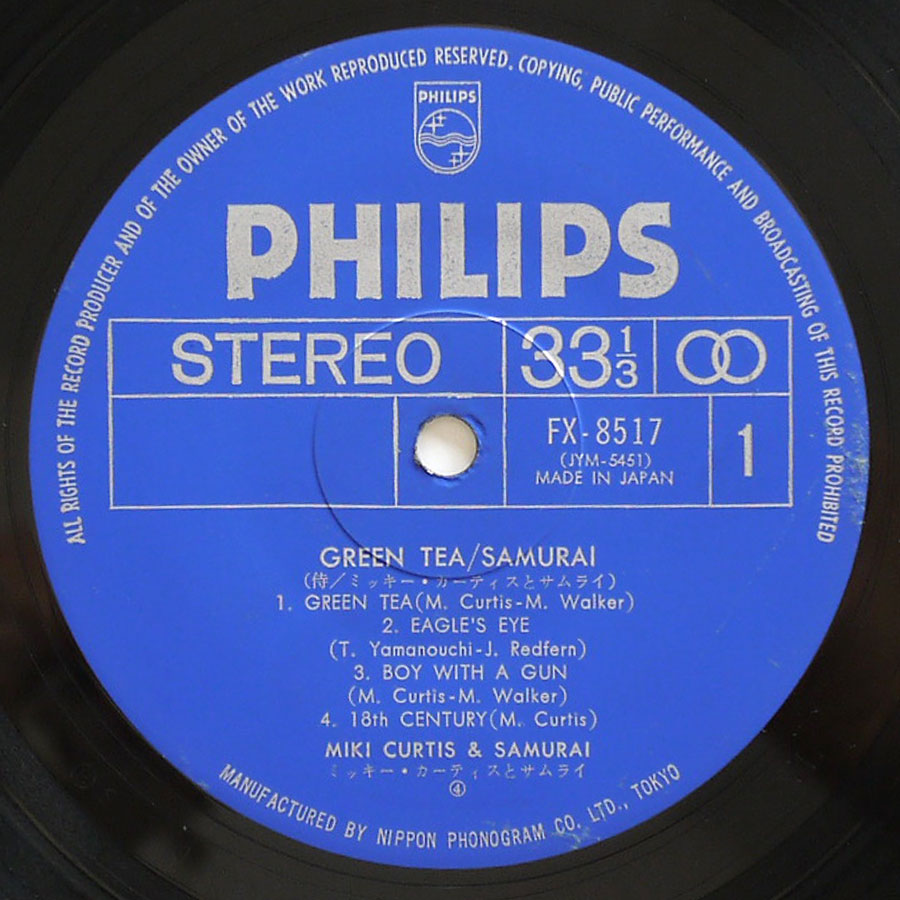 ALL RIGHTS OF THE RECORD PRODUCER AND OF THE OWNER OF THE WORK REPRODUCED RESERVED. COPYING, PUBLIC PERFORMANCE AND BROADCASTING OF THIS RECORD PROHIBITED
PHILIPS
PHILIPS
STEREO 33 1/3
FX-8517 1
(JYM-5451)
MADE IN JAPAN
GREEN TEA/SAMURAI
(侍/ミッキー・カーティスとサムライ)
1. GREEN TEA(M. Curtis-M. Walker)
2. EAGLE'S EYE
(T. Yamanouchi-J. Redfern)
3. BOY WITH A GUN
(M. Curtis-M. Walker)
4. 18th CENTURY(M. Curtis)
MIKI CURTIS & SAMURAI
ミッキー・カーティスとサムライ
④
MANUFACTURED BY NIPPON PHONOGRAM CO. LTD., TOKYO